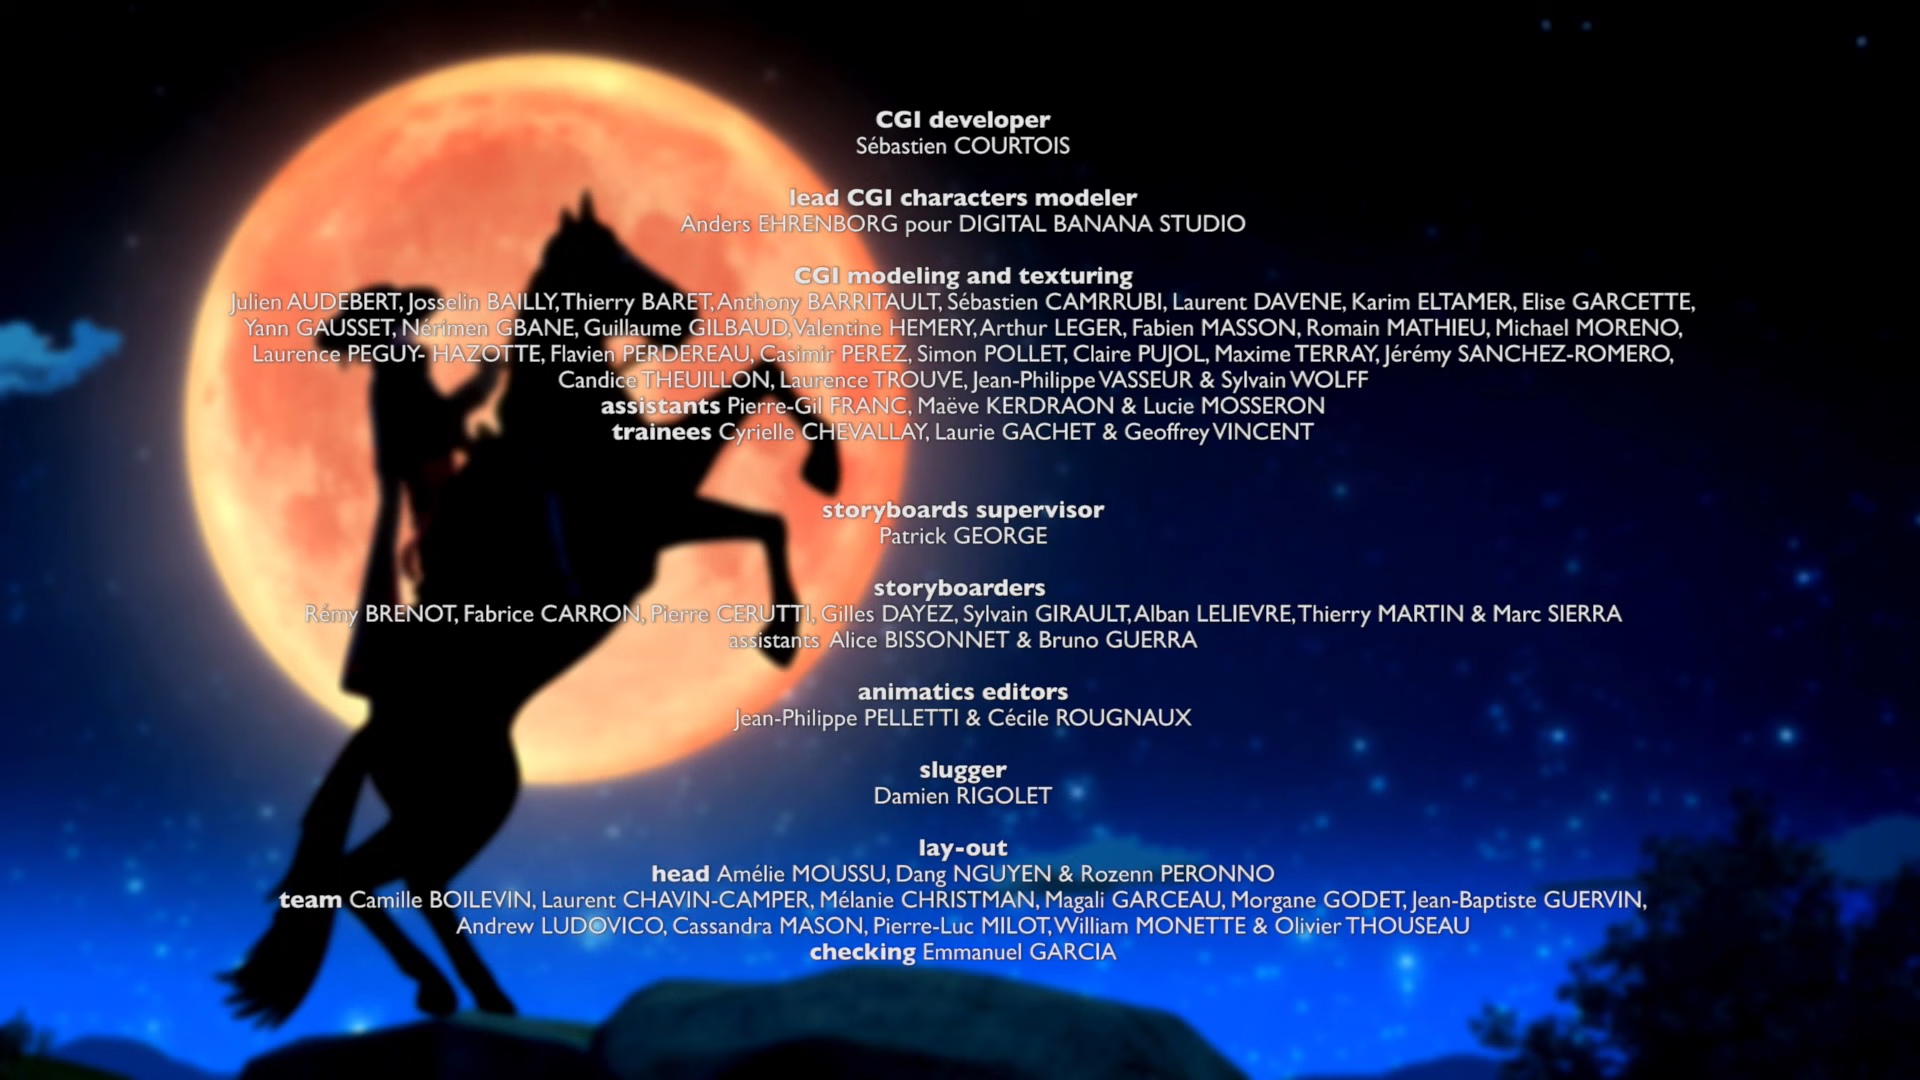 CGI developer
Sébastien COURTOIS
lead CGI characters modeler
Anders EHRENBORG pour DIGITAL BANANA STUDIO
CGI modeling and texturing
Julien AUDEBERT, Josselin BAILLY, Thierry BARET, Anthony BARRITAULT, Sébastien CAMRRUBI, Laurent DAVENE, Karim ELTAMER, Elise GARCETTE,
Yann GAUSSET, Nérimen GBANE, Guillaume GILBAUD, Valentine HEMERY, Arthur LEGER, Fabien MASSON, Romain MATHIEU, Michael MORENO,
Laurence PEGUY- HAZOTTE, Flavien PERDEREAU, Casimir PEREZ, Simon POLLET, Claire PUJOL, Maxime TERRAY, Jérémy SANCHEZ-ROMERO,
Candice THEUILLON, Laurence TROUVE, Jean-Philippe VASSEUR & Sylvain WOLFF
assistants Pierre-Gil FRANC, Maëve KERDRAON & Lucie MOSSERON
trainees Cyrielle CHEVALLAY, Laurie GACHET & Geoffrey VINCENT
storyboards supervisor
Patrick GEORGE
storyboarders
Rémy BRENOT, Fabrice CARRON, Pierre CERUTTI, Gilles DAYEZ, Sylvain GIRAULT, Alban LELIEVRE, Thierry MARTIN & Marc SIERRA
assistants Alice BISSONNET & Bruno GUERRA
animatics editors
Jean-Philippe PELLETTI & Cécile ROUGNAUX
slugger
Damien RIGOLET
lay-out
head Amélie MOUSSU, Dang NGUYEN & Rozenn PERONNO
team Camille BOILEVIN, Laurent CHAVIN-CAMPER, Mélanie CHRISTMAN, Magali GARCEAU, Morgane GODET, Jean-Baptiste GUERVIN,
Andrew LUDOVICO, Cassandra MASON, Pierre-Luc MILOT, William MONETTE & Olivier THOUSEAU
checking Emmanuel GARCIA